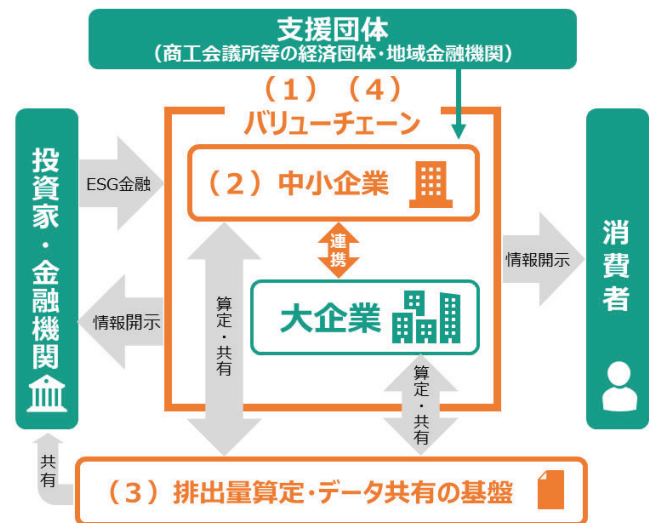 支援団体
（商工会議所等の経済団体・地域金融機関）
（1）（4）
バリューチェーン
投資家・金融機関
ESG金融
（2）中小企業
連携
大企業
情報開示
情報開示
消費者
算定・共有
算定・共有
共有
（3）排出量算定・データ共有の基盤